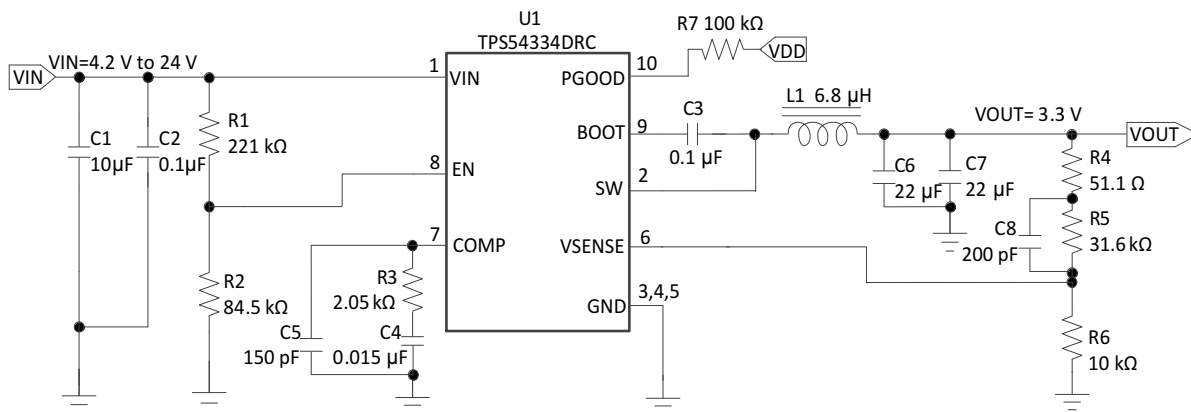 U1
TPS54334DRC
VIN
VIN=4.2 V to 24 V
1
VIN
C1
10µF
C2
0.1µF
R1
221 kΩ
8
EN
R2
84.5 kΩ
7
COMP
R3
2.05 kΩ
C5
150 pF
C4
0.015 µF
PGOOD
10
R7 100 kΩ
VDD
BOOT
9
C3
0.1 µF
L1 6.8 µH
SW
2
VSENSE
6
GND
3,4,5
C6
22 µF
C7
22 µF
VOUT= 3.3 V
VOUT
R4
51.1 Ω
C8
200 pF
R5
31.6 kΩ
R6
10 kΩ